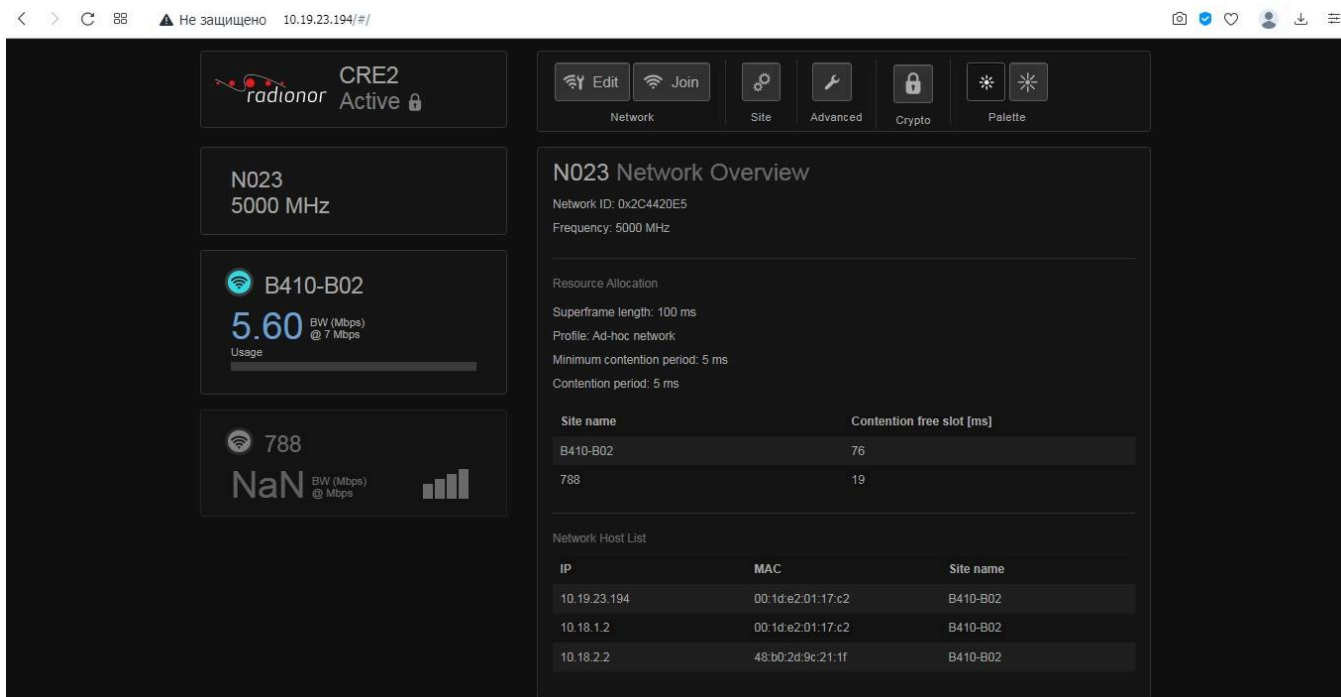 Не защищено 10.19.23.194/#/
radionor
CRE2
Active
Edit
Join
Network
Site
Advanced
Crypto
Palette
N023
5000 MHz
B410-B02
5.60 BW (Mbps)
@ 7 Mbps
Usage
788
NaN BW (Mbps)
@ Mbps
N023 Network Overview
Network ID: 0x2C4420E5
Frequency: 5000 MHz
Resource Allocation
Superframe length: 100 ms
Profile: Ad-hoc network
Minimum contention period: 5 ms
Contention period: 5 ms
Site name Contention free slot [ms]
B410-B02 76
788 19
Network Host List
IP MAC Site name
10.19.23.194 00:1d:e2:01:17:c2 B410-B02
10.18.1.2 00:1d:e2:01:17:c2 B410-B02
10.18.2.2 48:b0:2d:9c:21:1f B410-B02